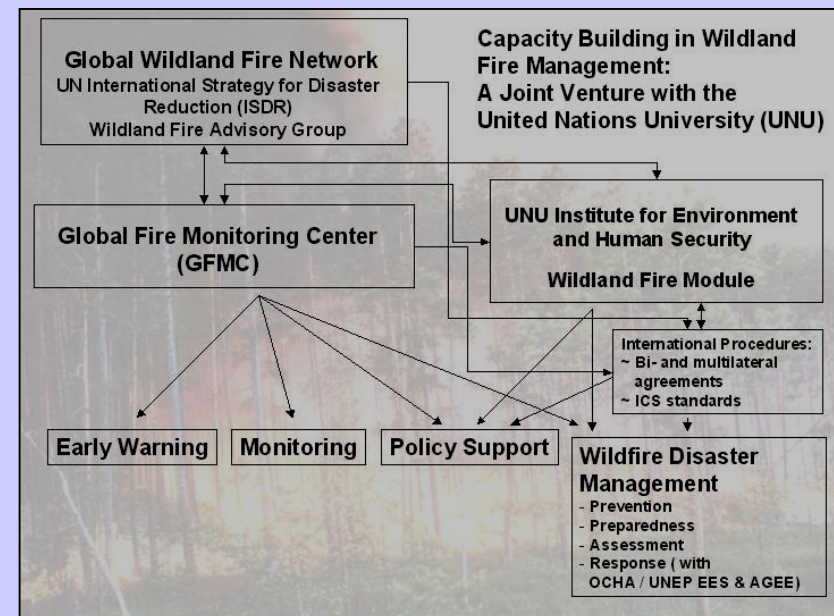 Global Wildland Fire Network
UN International Strategy for Disaster
Reduction (ISDR)
Wildland Fire Advisory Group
Capacity Building in Wildland
Fire Management:
A Joint Venture with the
United Nations University (UNU)
Global Fire Monitoring Center
(GFMC)
UNU Institute for Environment
and Human Security
Wildland Fire Module
International Procedures:
~ Bi- and multilateral
agreements
~ ICS standards
Early Warning
Monitoring
Policy Support
Wildfire Disaster
Management
- Prevention
- Preparedness
- Assessment
- Response ( with
OCHA / UNEP EES & AGEE)